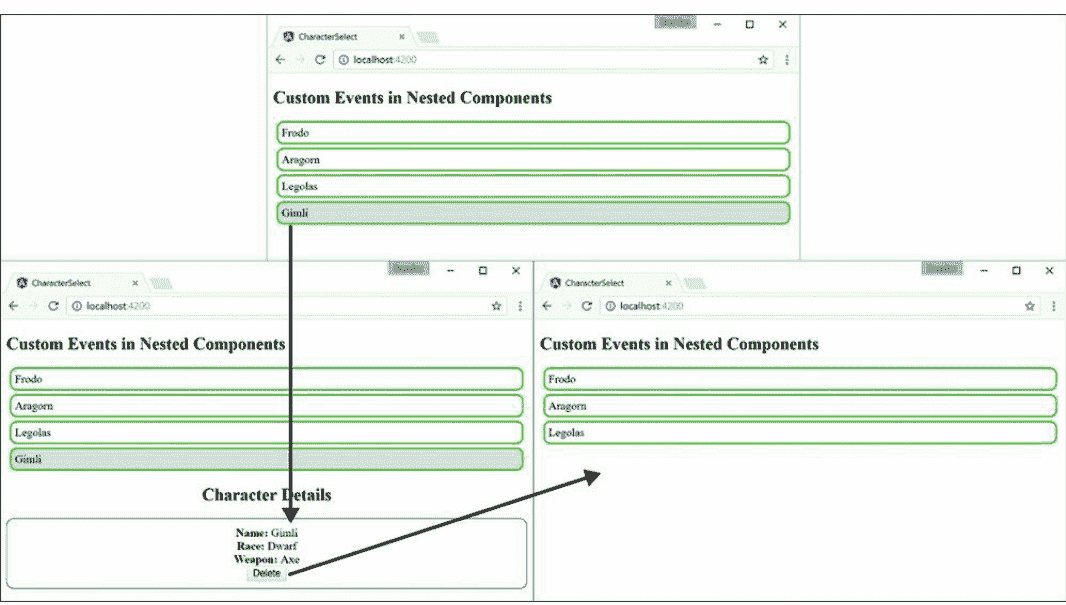 CharacterSelect
localhost:4200
Custom Events in Nested Components
Frodo
Aragorn
Legolas
Gimli
CharacterSelect
localhost:4200
Custom Events in Nested Components
Frodo
Aragorn
Legolas
Gimli
Character Details
Name: Gimli
Race: Dwarf
Weapon: Axe
Delete
CharacterSelect
localhost:4200
Custom Events in Nested Components
Frodo
Aragorn
Legolas